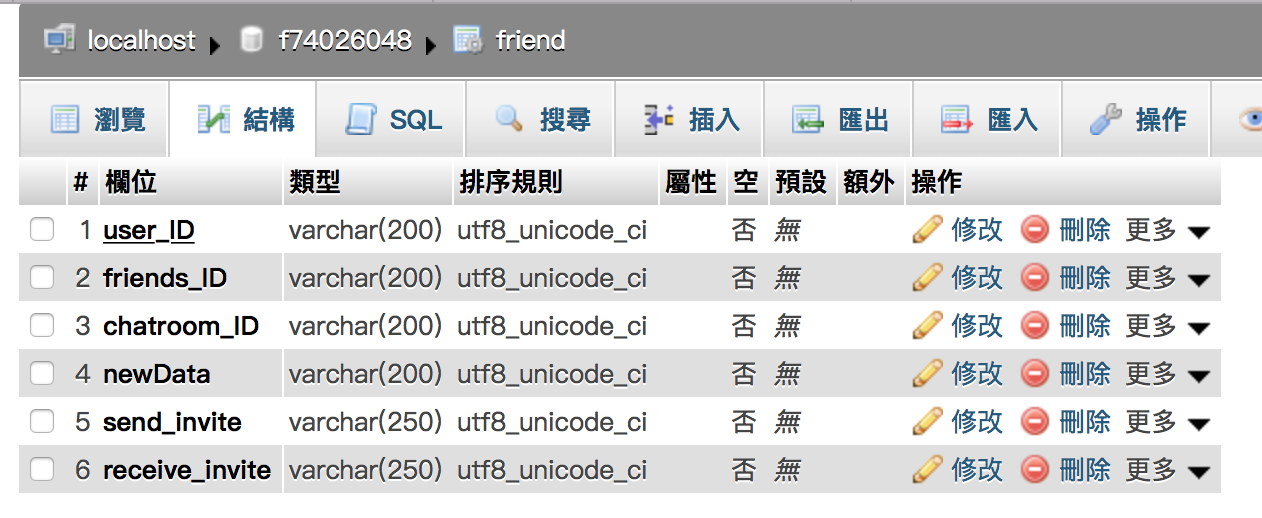 localhost f74026048 friend
瀏覽 結構 SQL 搜尋 插入 匯出 匯入 操作
# 欄位 類型 排序規則 屬性 空 預設 額外 操作
1 user_ID varchar(200) utf8_unicode_ci 否 無 修改 刪除 更多
2 friends_ID varchar(200) utf8_unicode_ci 否 無 修改 刪除 更多
3 chatroom_ID varchar(200) utf8_unicode_ci 否 無 修改 刪除 更多
4 newData varchar(200) utf8_unicode_ci 否 無 修改 刪除 更多
5 send_invite varchar(250) utf8_unicode_ci 否 無 修改 刪除 更多
6 receive_invite varchar(250) utf8_unicode_ci 否 無 修改 刪除 更多